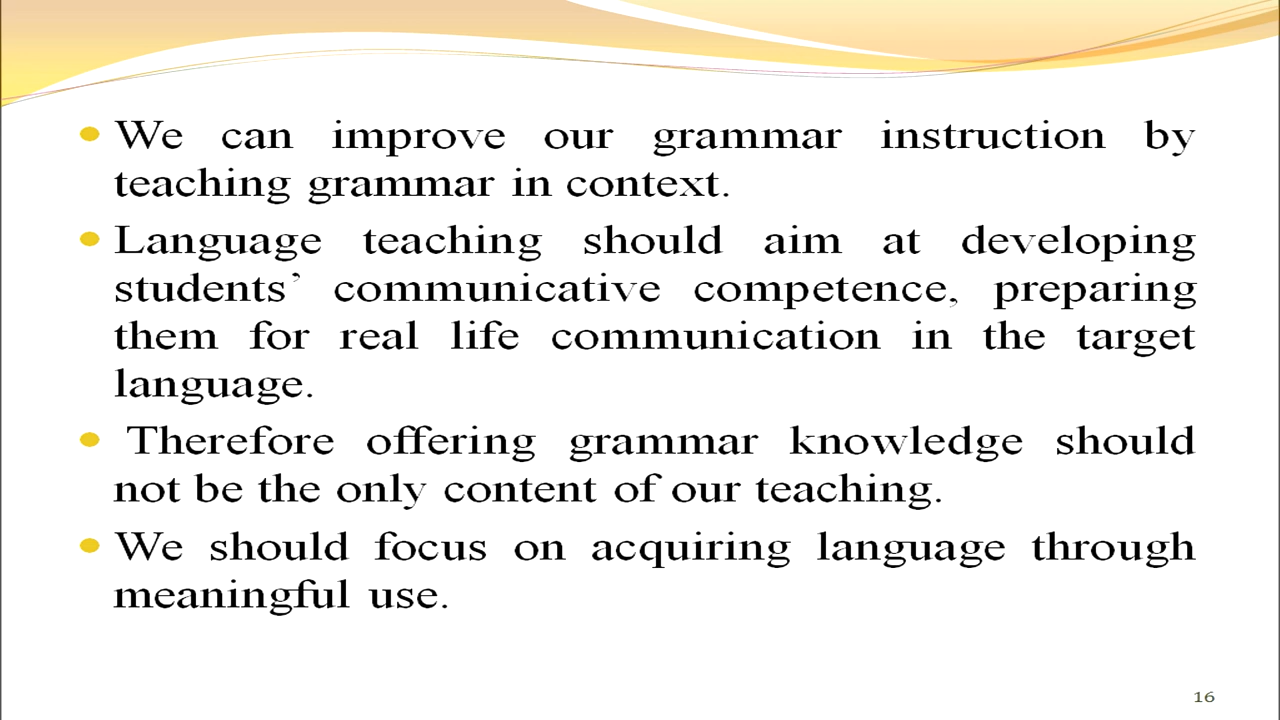 We can improve our grammar instruction by
teaching grammar in context.
Language teaching should aim at developing
students’ communicative competence, preparing
them for real life communication in the target
language.
Therefore offering grammar knowledge should
not be the only content of our teaching.
We should focus on acquiring language through
meaningful use.
16